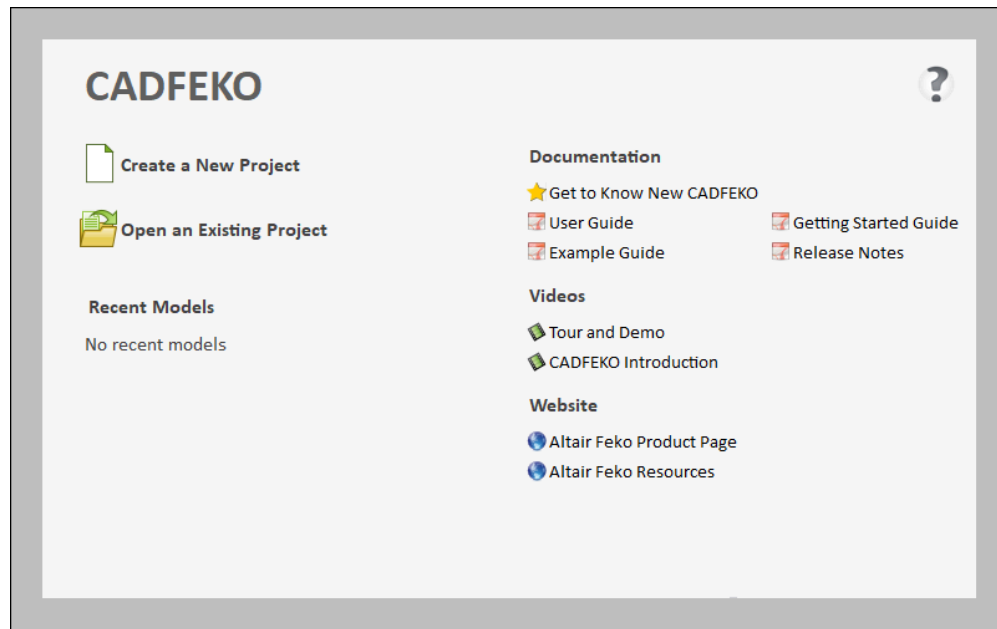 CADFEKO
?
Create a New Project
Open an Existing Project
Recent Models
No recent models
Documentation
Get to Know New CADFEKO
User Guide
Getting Started Guide
Example Guide
Release Notes
Videos
Tour and Demo
CADFEKO Introduction
Website
Altair Feko Product Page
Altair Feko Resources